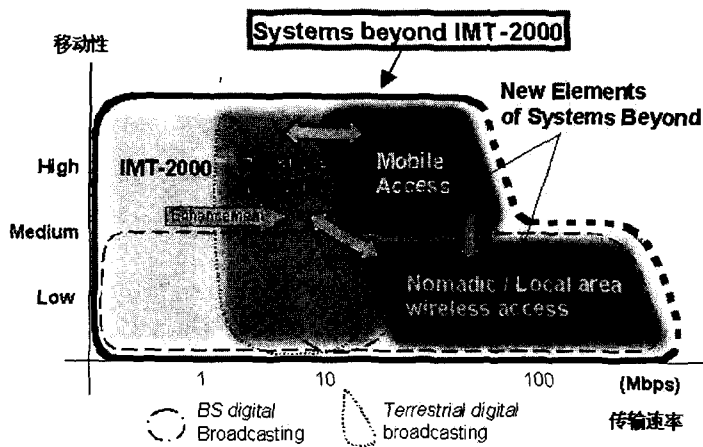 Systems beyond IMT-2000
移动性
New Elements
of Systems Beyond
High
IMT-2000
Mobile
Access
Enhancement
Medium
Low
Nomadic / Local area
wireless access
1
10
100
(Mbps)
传输速率
BS digital
Broadcasting
Terrestrial digital
broadcasting